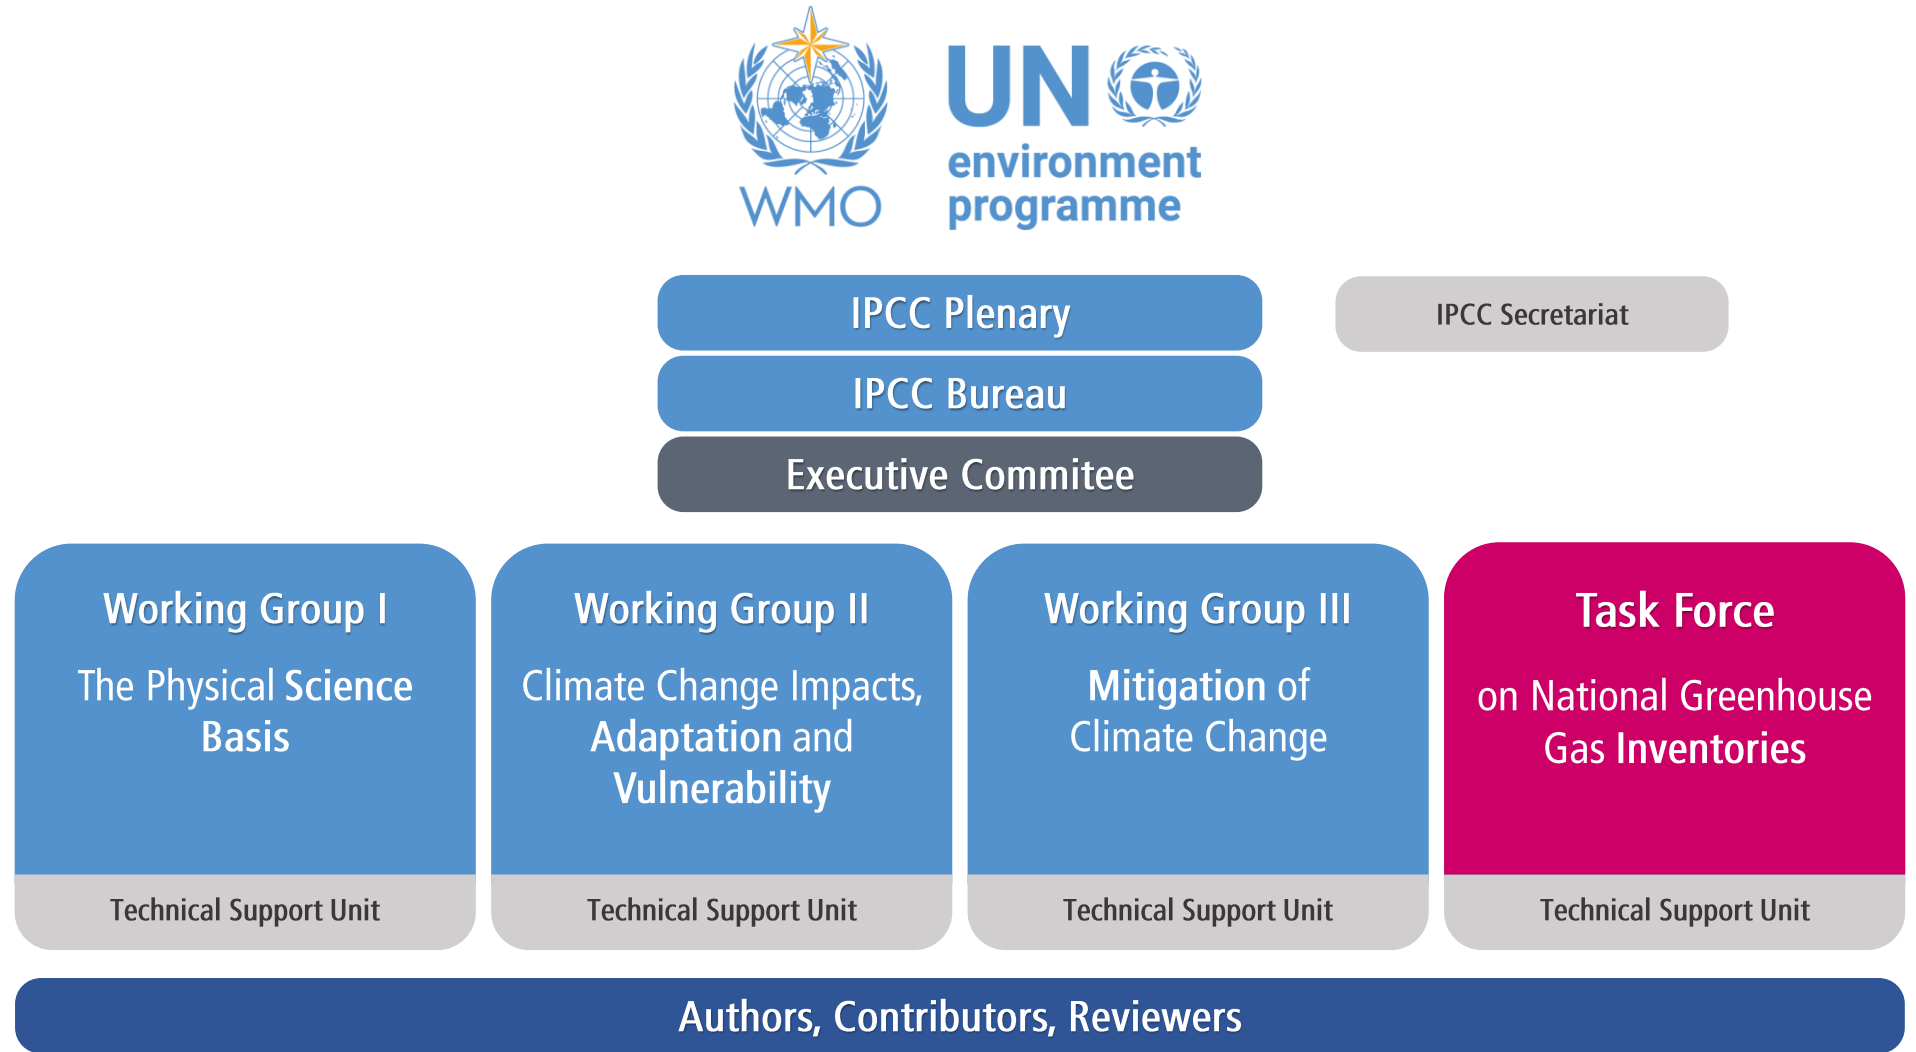 WMO
UN
environment
programme
IPCC Plenary
IPCC Secretariat
IPCC Bureau
Executive Commitee
Working Group I
The Physical Science
Basis
Technical Support Unit
Working Group II
Climate Change Impacts,
Adaptation and
Vulnerability
Technical Support Unit
Working Group III
Mitigation of
Climate Change
Technical Support Unit
Task Force
on National Greenhouse
Gas Inventories
Technical Support Unit
Authors, Contributors, Reviewers